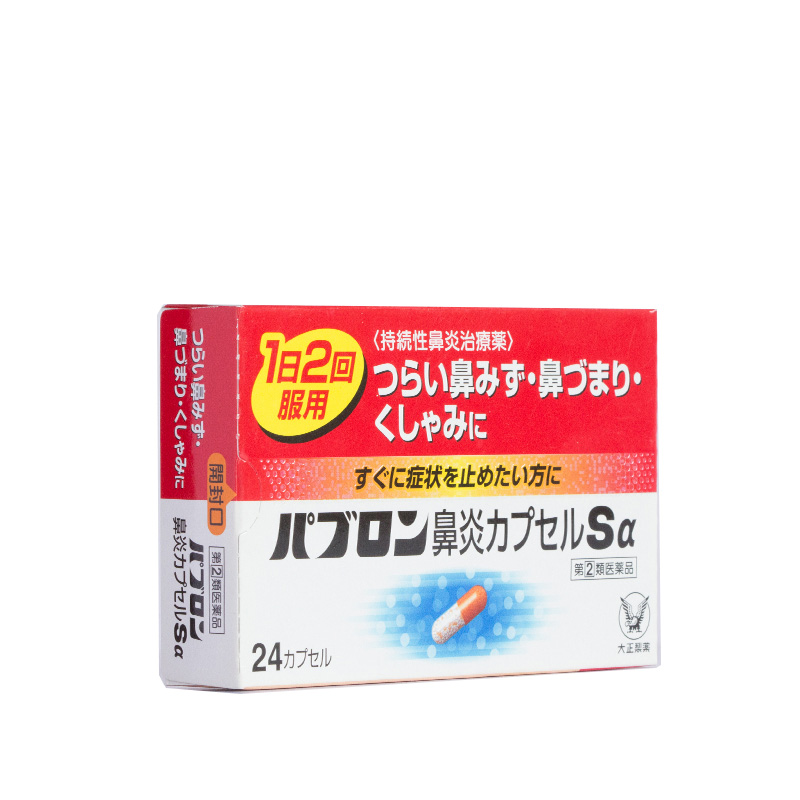 1日2回
服用
〈持続性鼻炎治療薬〉
つらい鼻みず・鼻づまり・
くしゃみに
すぐに症状を止めたい方に
パブロン鼻炎カプセルSα
指②類医薬品
24カプセル
大正製薬
つらい鼻みず・
鼻づまり・くしゃみに
開封口
指②類医薬品
パブロン
鼻炎カプセルSα